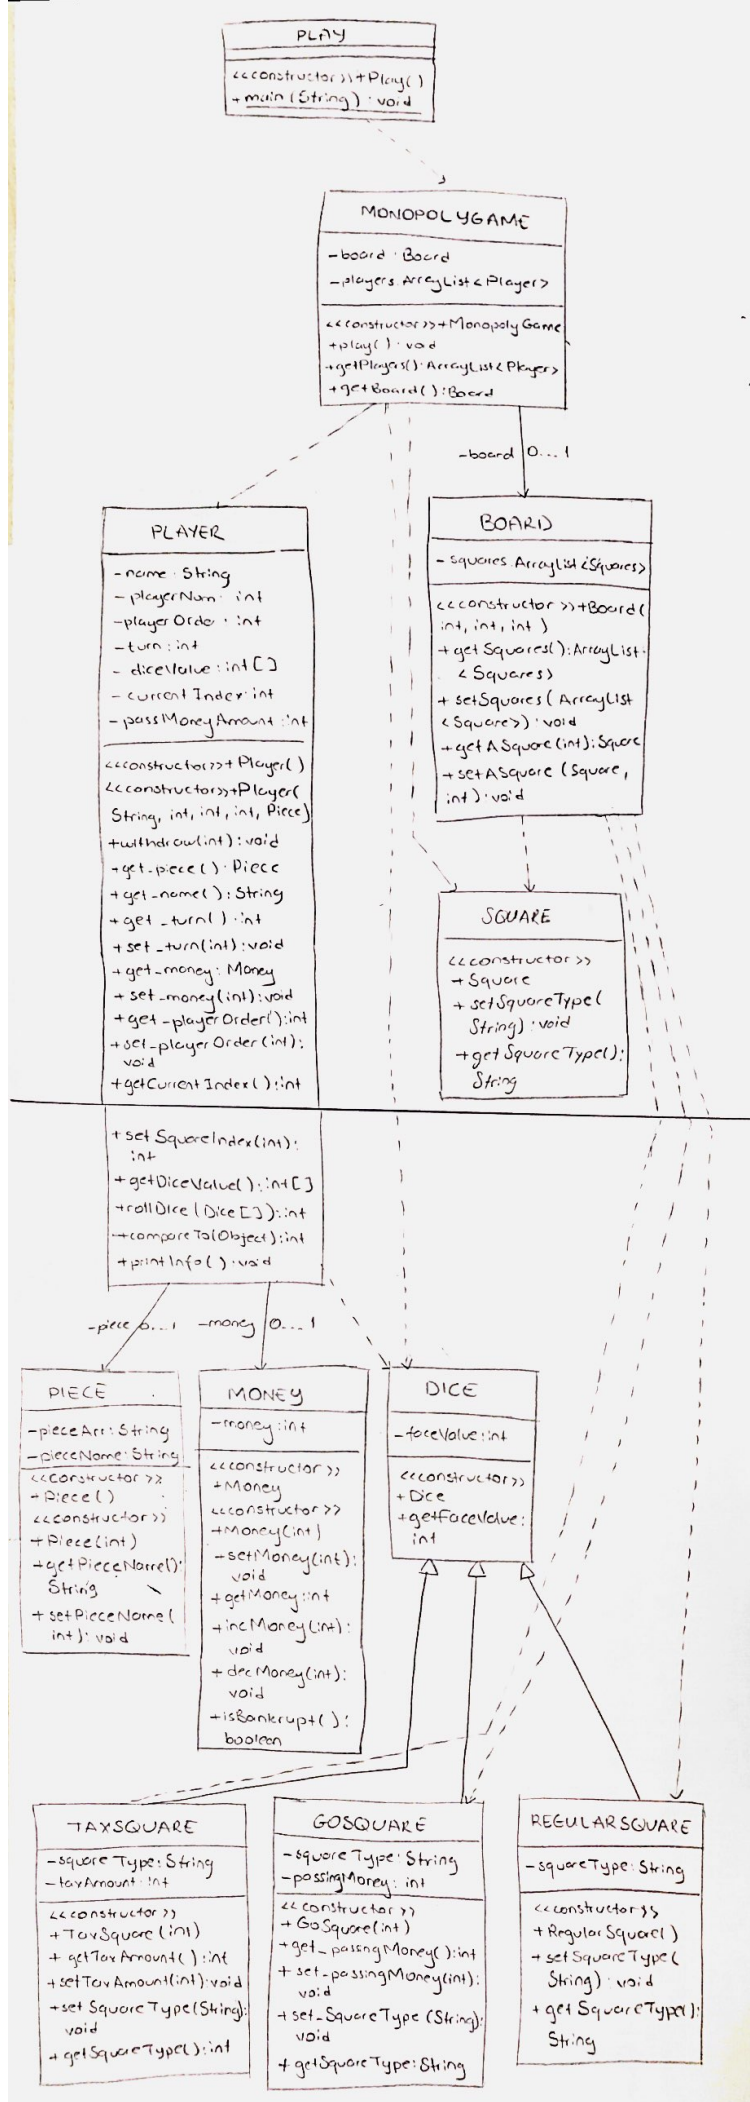 PLAY
<<constructor>>+Play()
+main(String): void
MONOPOLYGAME
-board: Board
-players: ArrayList<Player>
<<constructor>>+MonopolyGame
+play(): void
+getPlayers(): ArrayList<Player>
+getBoard(): Board
-board 0...1
PLAYER
-name: String
-playerNum: int
-playerOrder: int
-turn: int
-diceValue: int[]
-currentIndex: int
-passMoneyAmount: int
<<constructor>>+Player()
<<constructor>>+Player(
String, int, int, int, Piece)
+withdraw(int): void
+get_piece(): Piece
+get_name(): String
+get_turn(): int
+set_turn(int): void
+get_money: Money
+set_money(int): void
+get_playerOrder(): int
+set_playerOrder(int):
void
+getCurrentIndex(): int
+setSquareIndex(int):
int
+getDiceValue(): int[]
+rollDice(Dice[]): int
+compareTo(Object): int
+printInfo(): void
BOARD
-squares: ArrayList<Squares>
<<constructor>>+Board(
int, int, int)
+getSquares(): ArrayList
<Squares>
+setSquares(ArrayList
<Square>): void
+getASquare(int): Square
+setASquare(Square,
int): void
SQUARE
<<constructor>>
+Square
+setSquareType(
String): void
+getSquareType():
String
-piece 0...1
-money 0...1
PIECE
-pieceArr: String
-pieceName: String
<<constructor>>
+Piece()
<<constructor>>
+Piece(int)
+getPieceName():
String
+setPieceName(
int): void
MONEY
-money: int
<<constructor>>
+Money
<<constructor>>
+Money(int)
+setMoney(int):
void
+getMoney: int
+incMoney(int):
void
+decMoney(int):
void
+isBankrupt():
boolean
DICE
-faceValue: int
<<constructor>>
+Dice
+getFaceValue:
int
TAXSQUARE
-squareType: String
-taxAmount: int
<<constructor>>
+TaxSquare(int)
+getTaxAmount(): int
+setTaxAmount(int): void
+setSquareType(String):
void
+getSquareType(): int
GOSQUARE
-squareType: String
-passingMoney: int
<<constructor>>
+GoSquare(int)
+get_passngMoney(): int
+set_passingMoney(int):
void
+set_SquareType(String):
void
+getSquareType: String
REGULARSQUARE
-squareType: String
<<constructor>>
+RegularSquare()
+setSquareType(
String): void
+getSquareType():
String